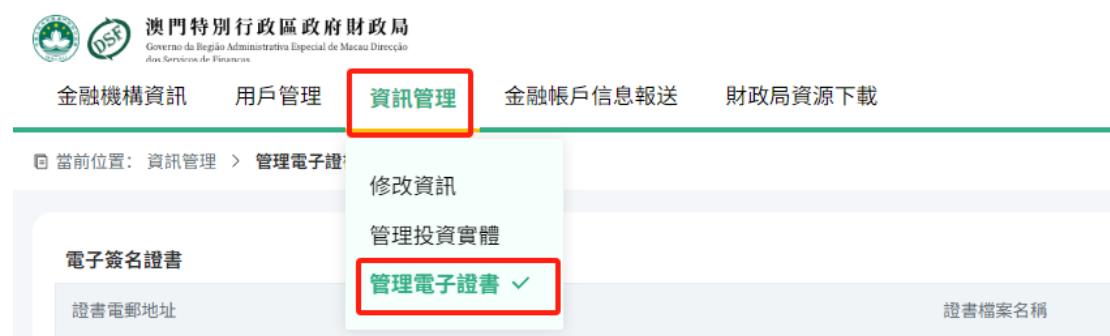 澳門特別行政區政府財政局
Governo da Região Administrativa Especial de Macau Direcção
dos Serviços de Finanças
DSF
金融機構資訊 用戶管理 資訊管理 金融帳戶信息報送 財政局資源下載
當前位置： 資訊管理 > 管理電子證
修改資訊
管理投資實體
管理電子證書
電子簽名證書
證書電郵地址 證書檔案名稱